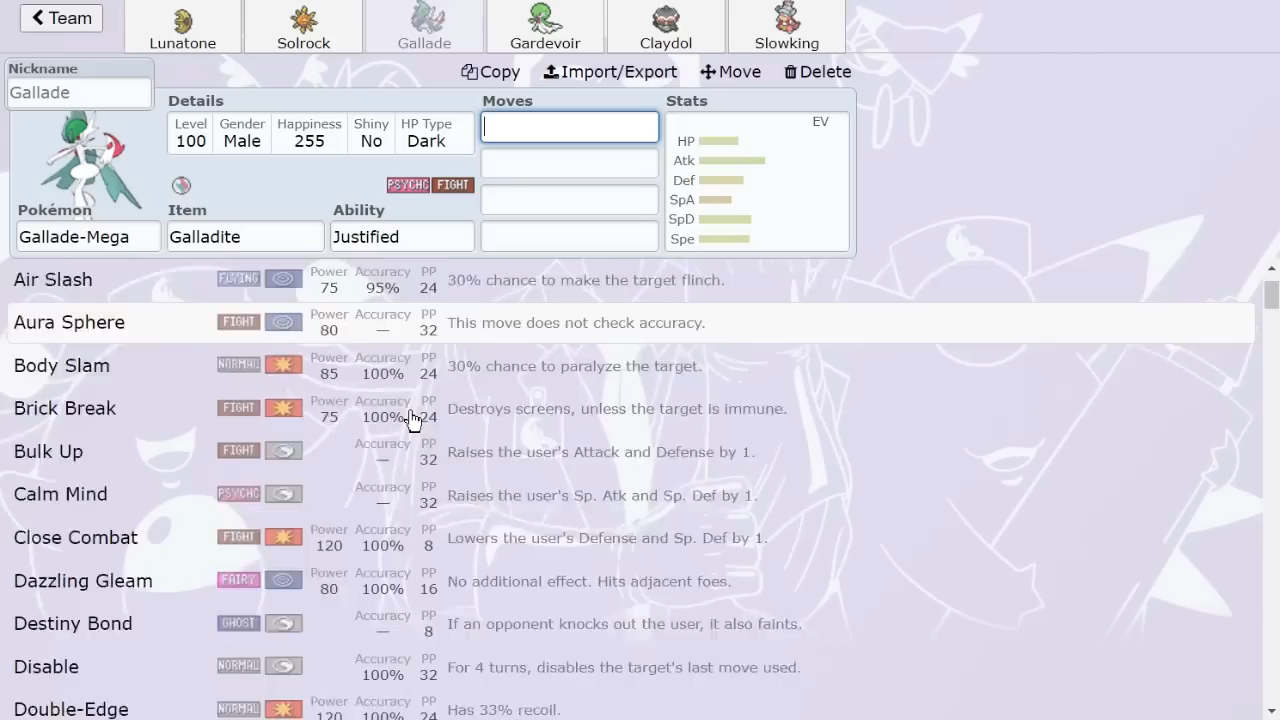 Team
Lunatone
Solrock
Gallade
Gardevoir
Claydol
Slowking
Nickname
Gallade
Copy
Import/Export
Move
Delete
Details
Level
100
Gender
Male
Happiness
255
Shiny
No
HP Type
Dark
PSYCHC FIGHT
Pokémon
Gallade-Mega
Item
Galladite
Ability
Justified
Moves
Stats
EV
HP
Atk
Def
SpA
SpD
Spe
Air Slash FLYING Power 75 Accuracy 95% PP 24 30% chance to make the target flinch.
Aura Sphere FIGHT Power 80 Accuracy — PP 32 This move does not check accuracy.
Body Slam NORMAL Power 85 Accuracy 100% PP 24 30% chance to paralyze the target.
Brick Break FIGHT Power 75 Accuracy 100% PP 24 Destroys screens, unless the target is immune.
Bulk Up FIGHT Accuracy — PP 32 Raises the user's Attack and Defense by 1.
Calm Mind PSYCHC Accuracy — PP 32 Raises the user's Sp. Atk and Sp. Def by 1.
Close Combat FIGHT Power 120 Accuracy 100% PP 8 Lowers the user's Defense and Sp. Def by 1.
Dazzling Gleam FAIRY Power 80 Accuracy 100% PP 16 No additional effect. Hits adjacent foes.
Destiny Bond GHOST Accuracy — PP 8 If an opponent knocks out the user, it also faints.
Disable NORMAL Accuracy 100% PP 32 For 4 turns, disables the target's last move used.
Double-Edge NORMAL Power 120 Accuracy 100% PP 24 Has 33% recoil.